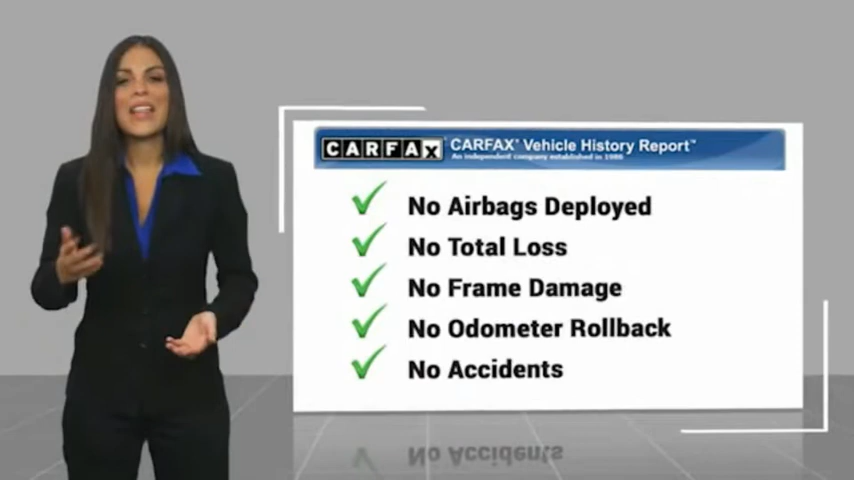 CARFAX CARFAX® Vehicle History Report™
An independent company established in 1986
No Airbags Deployed
No Total Loss
No Frame Damage
No Odometer Rollback
No Accidents
No Accidents